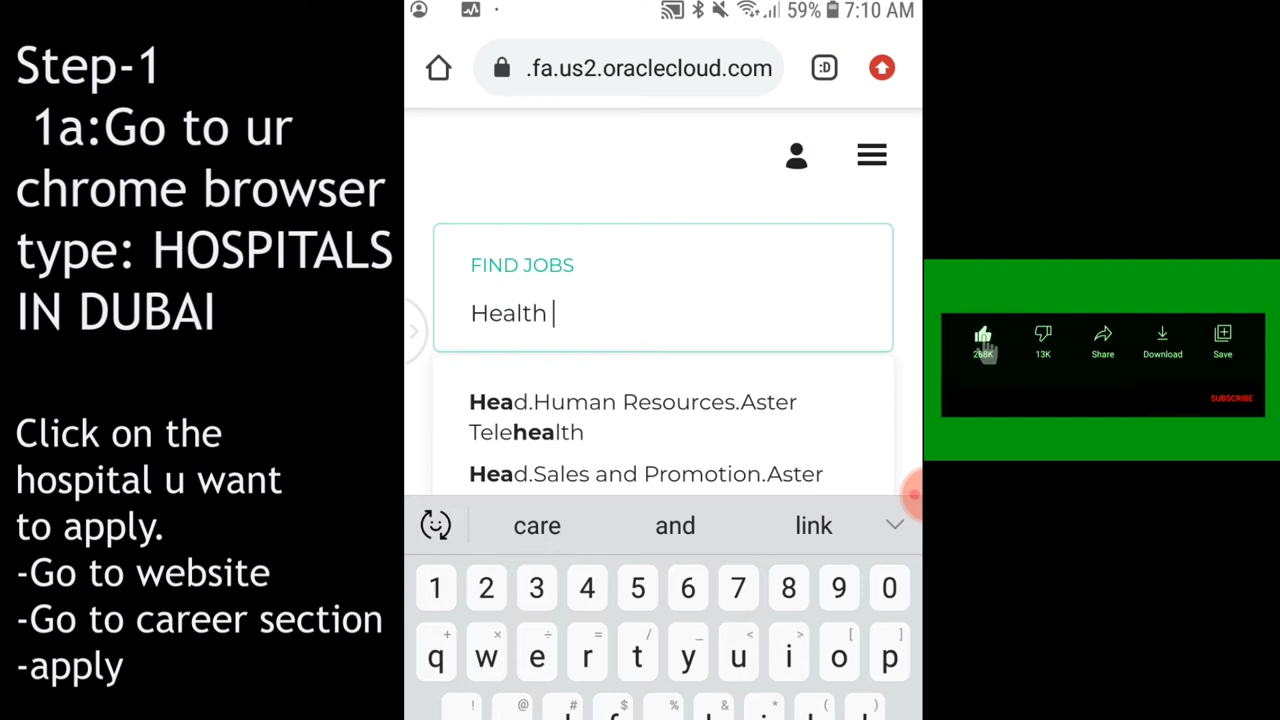 Step-1
1a:Go to ur
chrome browser
type: HOSPITALS
IN DUBAI
Click on the
hospital u want
to apply.
-Go to website
-Go to career section
-apply
59% 7:10 AM
.fa.us2.oraclecloud.com
:D
FIND JOBS
Health
Head.Human Resources.Aster
Telehealth
Head.Sales and Promotion.Aster
care and link
1 2 3 4 5 6 7 8 9 0
+ × ÷ = / _ < > [ ]
q w e r t y u i o p
! @ # $ % ^ & * ( )
268K 13K Share Download Save
SUBSCRIBE